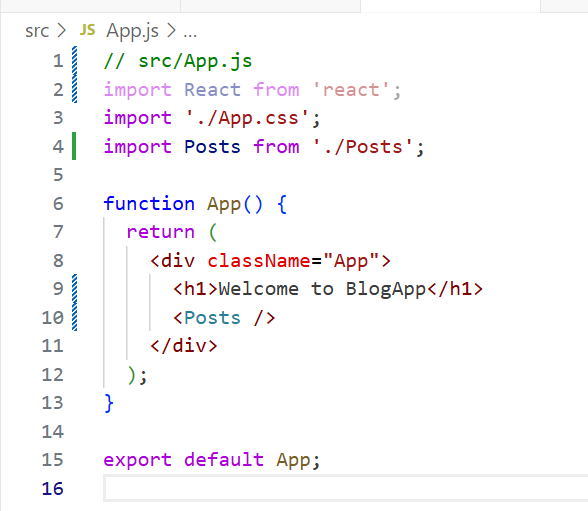 src > JS App.js > ...
1 // src/App.js
2 import React from 'react';
3 import './App.css';
4 import Posts from './Posts';
5
6 function App() {
7 return (
8 <div className="App">
9 <h1>Welcome to BlogApp</h1>
10 <Posts />
11 </div>
12 );
13 }
14
15 export default App;
16